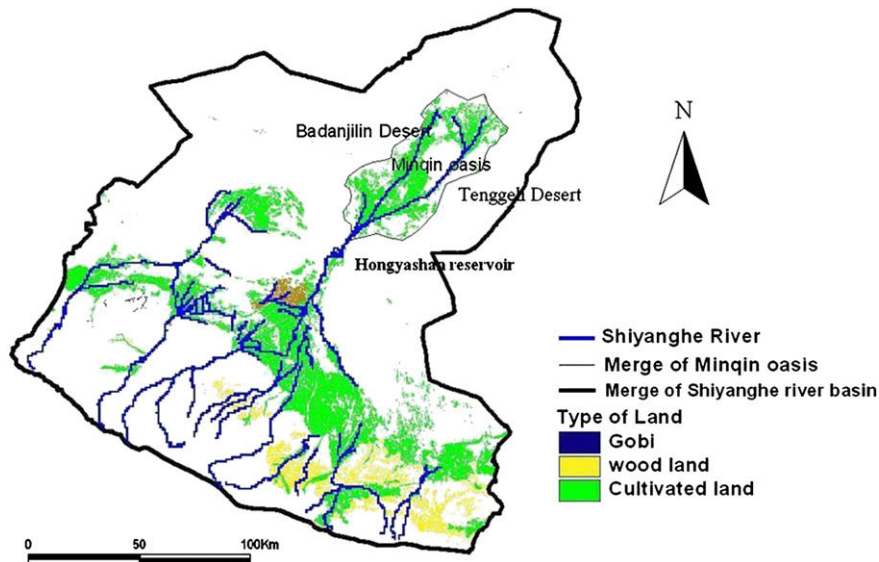 N
Badanjilin Desert
Minqin oasis
Tenggeli Desert
Hongyashan reservoir
Shiyanghe River
Merge of Minqin oasis
Merge of Shiyanghe river basin
Type of Land
Gobi
wood land
Cultivated land
0 50 100Km